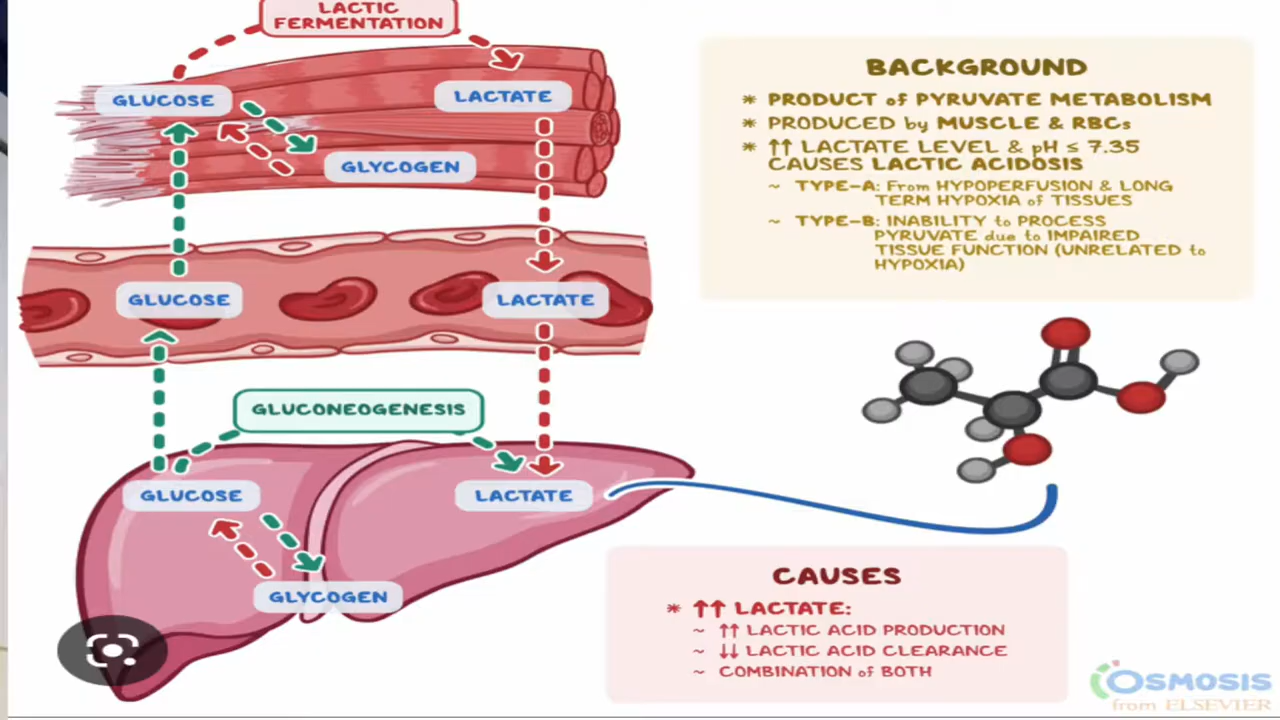 LACTIC
FERMENTATION
GLUCOSE
LACTATE
GLYCOGEN
GLUCOSE
LACTATE
GLUCONEOGENESIS
GLUCOSE
LACTATE
GLYCOGEN
BACKGROUND
* PRODUCT of PYRUVATE METABOLISM
* PRODUCED by MUSCLE & RBCs
* ↑↑ LACTATE LEVEL & pH ≤ 7.35
CAUSES LACTIC ACIDOSIS
~ TYPE-A: From HYPOPERFUSION & LONG
TERM HYPOXIA of TISSUES
~ TYPE-B: INABILITY to PROCESS
PYRUVATE due to IMPAIRED
TISSUE FUNCTION (UNRELATED to
HYPOXIA)
CAUSES
* ↑↑ LACTATE:
~ ↑↑ LACTIC ACID PRODUCTION
~ ↓↓ LACTIC ACID CLEARANCE
~ COMBINATION of BOTH
OSMOSIS
from ELSEVIER